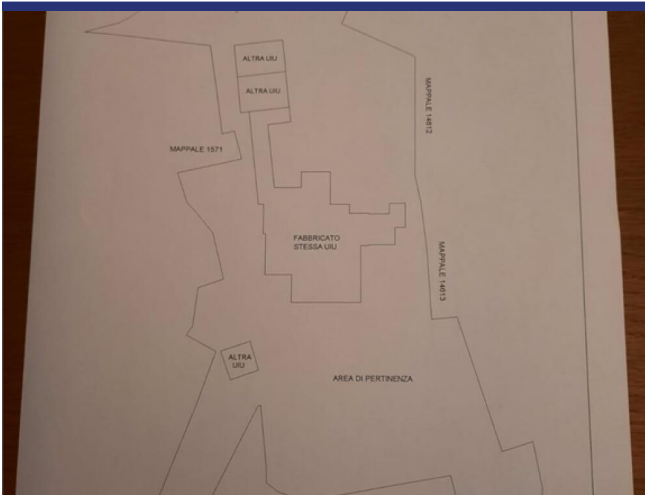 ALTRA UIU
ALTRA UIU
MAPPALE 14612
MAPPALE 1571
FABBRICATO
STESSA UIU
MAPPALE 14613
ALTRA
UIU
AREA DI PERTINENZA